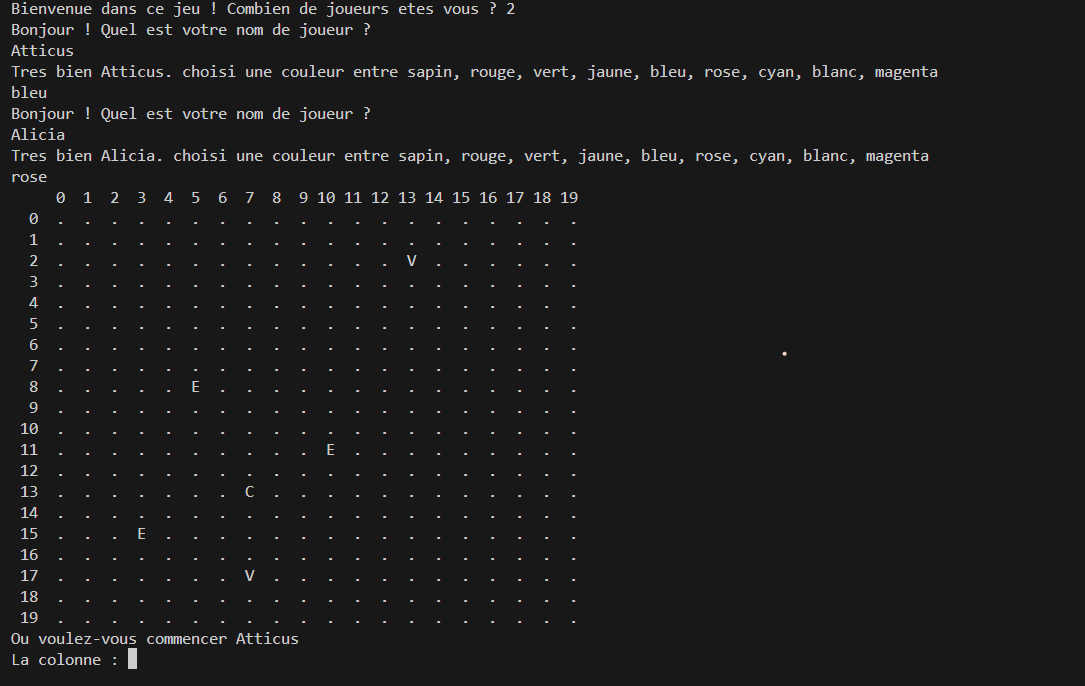 Bienvenue dans ce jeu ! Combien de joueurs etes vous ? 2
Bonjour ! Quel est votre nom de joueur ?
Atticus
Tres bien Atticus. choisi une couleur entre sapin, rouge, vert, jaune, bleu, rose, cyan, blanc, magenta
bleu
Bonjour ! Quel est votre nom de joueur ?
Alicia
Tres bien Alicia. choisi une couleur entre sapin, rouge, vert, jaune, bleu, rose, cyan, blanc, magenta
rose
0 1 2 3 4 5 6 7 8 9 10 11 12 13 14 15 16 17 18 19
0 . . . . . . . . . . . . . . . . . . . .
1 . . . . . . . . . . . . . . . . . . . .
2 . . . . . . . . . . . . . V . . . . . .
3 . . . . . . . . . . . . . . . . . . . .
4 . . . . . . . . . . . . . . . . . . . .
5 . . . . . . . . . . . . . . . . . . . .
6 . . . . . . . . . . . . . . . . . . . .
7 . . . . . . . . . . . . . . . . . . . .
8 . . . . . E . . . . . . . . . . . . . .
9 . . . . . . . . . . . . . . . . . . . .
10 . . . . . . . . . . . . . . . . . . . .
11 . . . . . . . . . . E . . . . . . . . .
12 . . . . . . . . . . . . . . . . . . . .
13 . . . . . . . C . . . . . . . . . . . .
14 . . . . . . . . . . . . . . . . . . . .
15 . . . E . . . . . . . . . . . . . . . .
16 . . . . . . . . . . . . . . . . . . . .
17 . . . . . . . V . . . . . . . . . . . .
18 . . . . . . . . . . . . . . . . . . . .
19 . . . . . . . . . . . . . . . . . . . .
Ou voulez-vous commencer Atticus
La colonne :